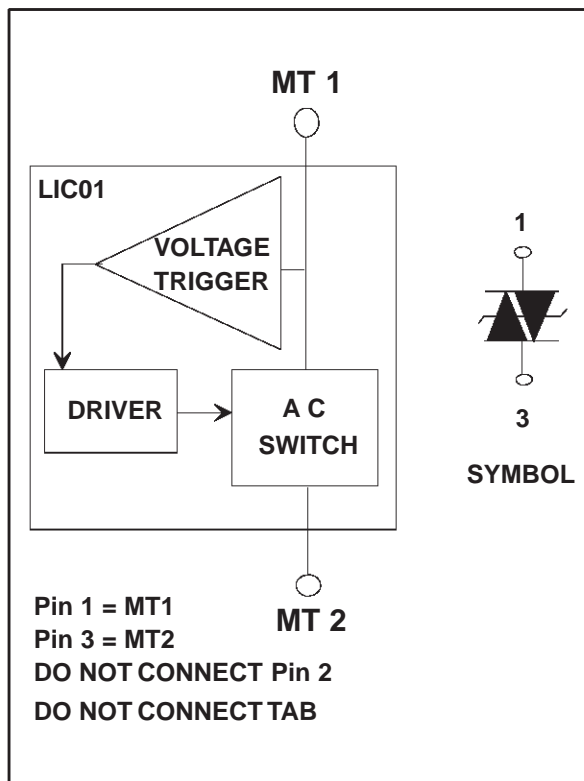 MT 1
LIC01
VOLTAGE
TRIGGER
DRIVER
A C
SWITCH
MT 2
1
3
SYMBOL
Pin 1 = MT1
Pin 3 = MT2
DO NOT CONNECT Pin 2
DO NOT CONNECT TAB